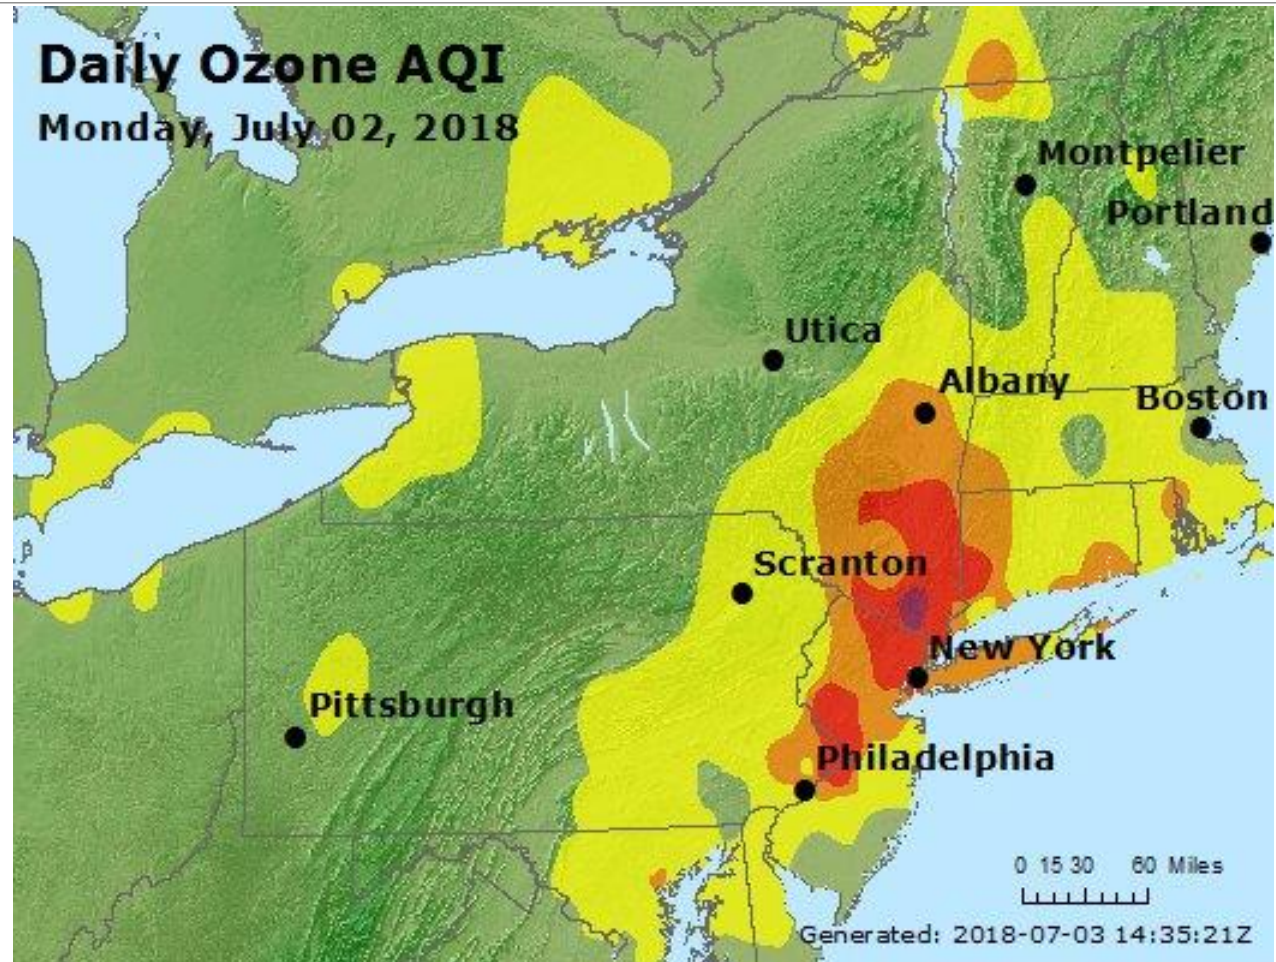 Daily Ozone AQI
Monday, July 02, 2018
Montpelier
Portland
Utica
Albany
Boston
Scranton
New York
Pittsburgh
Philadelphia
0 15 30 60 Miles
Generated: 2018-07-03 14:35:21Z